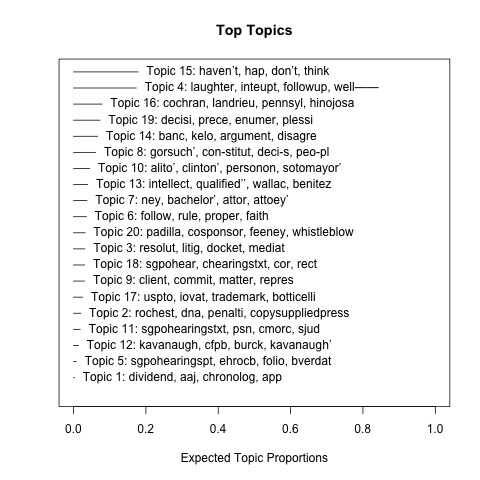 Top Topics
Topic 15: haven't, hap, don't, think
Topic 4: laughter, inteupt, followup, well——
Topic 16: cochran, landrieu, pennsyl, hinojosa
Topic 19: decisi, prece, enumer, plessi
Topic 14: banc, kelo, argument, disagre
Topic 8: gorsuch', con-stitut, deci-s, peo-pl
Topic 10: alito', clinton', personon, sotomayor'
Topic 13: intellect, qualified'', wallac, benitez
Topic 7: ney, bachelor', attor, attoey'
Topic 6: follow, rule, proper, faith
Topic 20: padilla, cosponsor, feeney, whistleblow
Topic 3: resolut, litig, docket, mediat
Topic 18: sgpohear, chearingstxt, cor, rect
Topic 9: client, commit, matter, repres
Topic 17: uspto, iovat, trademark, botticelli
Topic 2: rochest, dna, penalti, copysuppliedpress
Topic 11: sgpohearingstxt, psn, cmorc, sjud
Topic 12: kavanaugh, cfpb, burck, kavanaugh'
Topic 5: sgpohearingspt, ehrocb, folio, bverdat
Topic 1: dividend, aaj, chronolog, app
0.0 0.2 0.4 0.6 0.8 1.0
Expected Topic Proportions